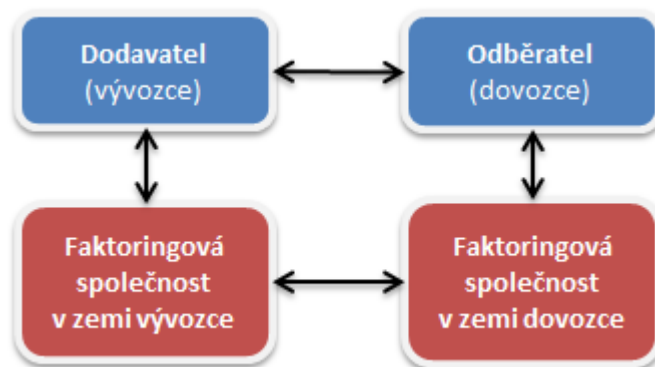 Dodavatel
(vývozce)
Odběratel
(dovozce)
Faktoringová
společnost
v zemi vývozce
Faktoringová
společnost
v zemi dovozce